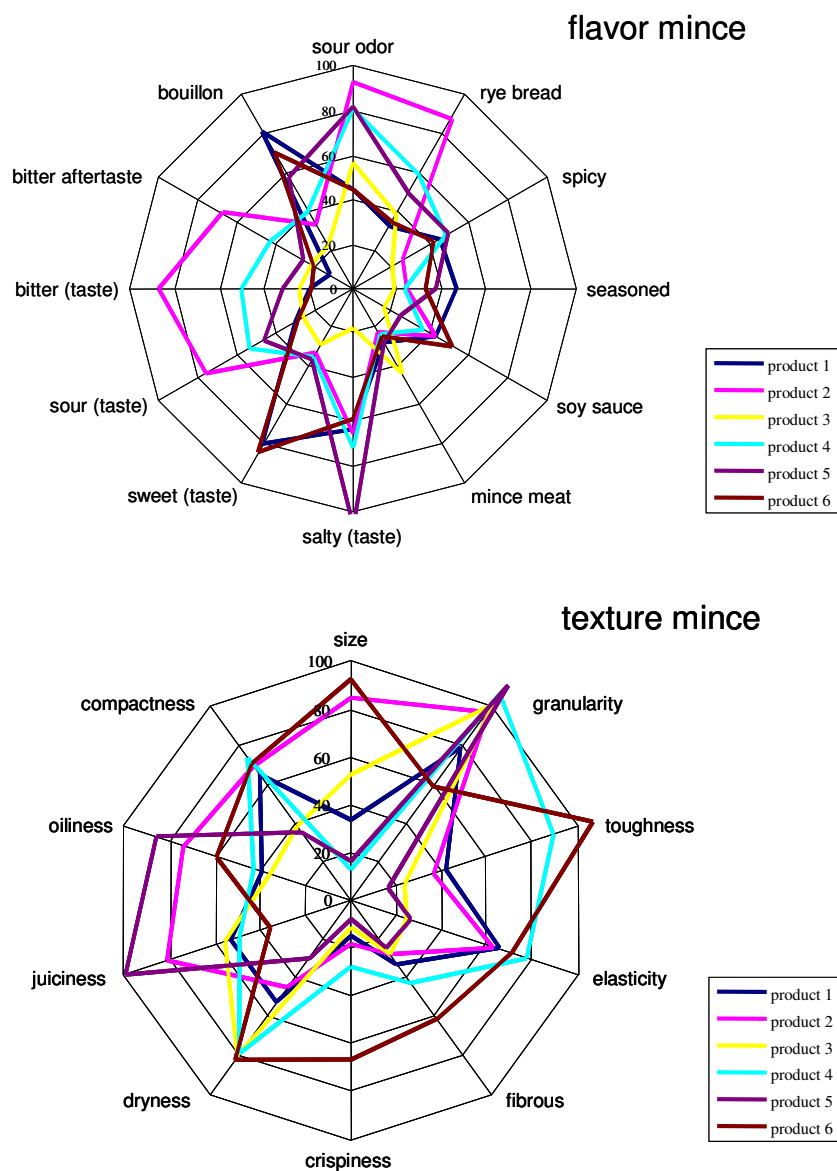 flavor mince
sour odor
100
bouillon
rye bread
80
60
bitter aftertaste
spicy
40
20
bitter (taste)
0
seasoned
product 1
product 2
sour (taste)
soy sauce
product 3
product 4
product 5
sweet (taste)
mince meat
product 6
salty (taste)
texture mince
size
100
compactness
granularity
80
60
oiliness
toughness
40
20
0
juiciness
elasticity
product 1
product 2
product 3
product 4
dryness
fibrous
product 5
product 6
crispiness